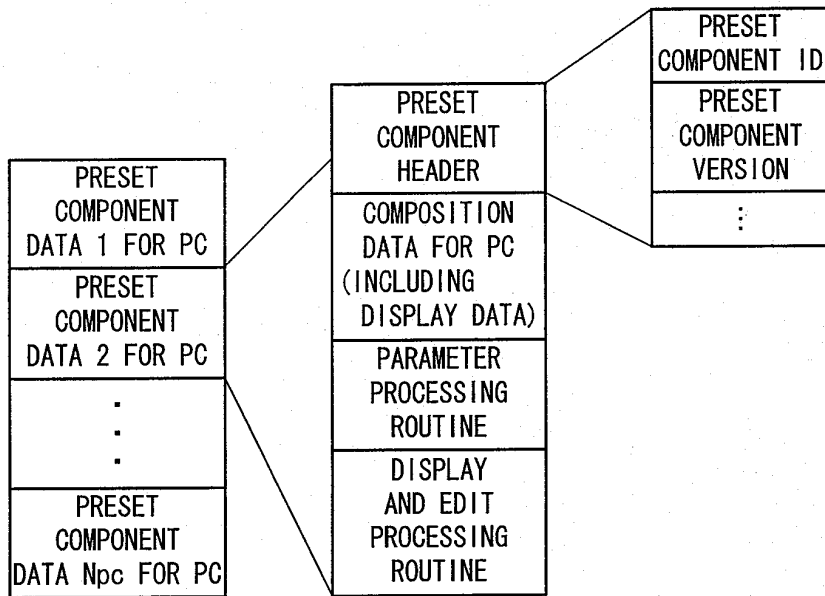 PRESET
COMPONENT
DATA 1 FOR PC
PRESET
COMPONENT
DATA 2 FOR PC
PRESET
COMPONENT
DATA Npc FOR PC
PRESET
COMPONENT
HEADER
COMPOSITION
DATA FOR PC
(INCLUDING
DISPLAY DATA)
PARAMETER
PROCESSING
ROUTINE
DISPLAY
AND EDIT
PROCESSING
ROUTINE
PRESET
COMPONENT ID
PRESET
COMPONENT
VERSION